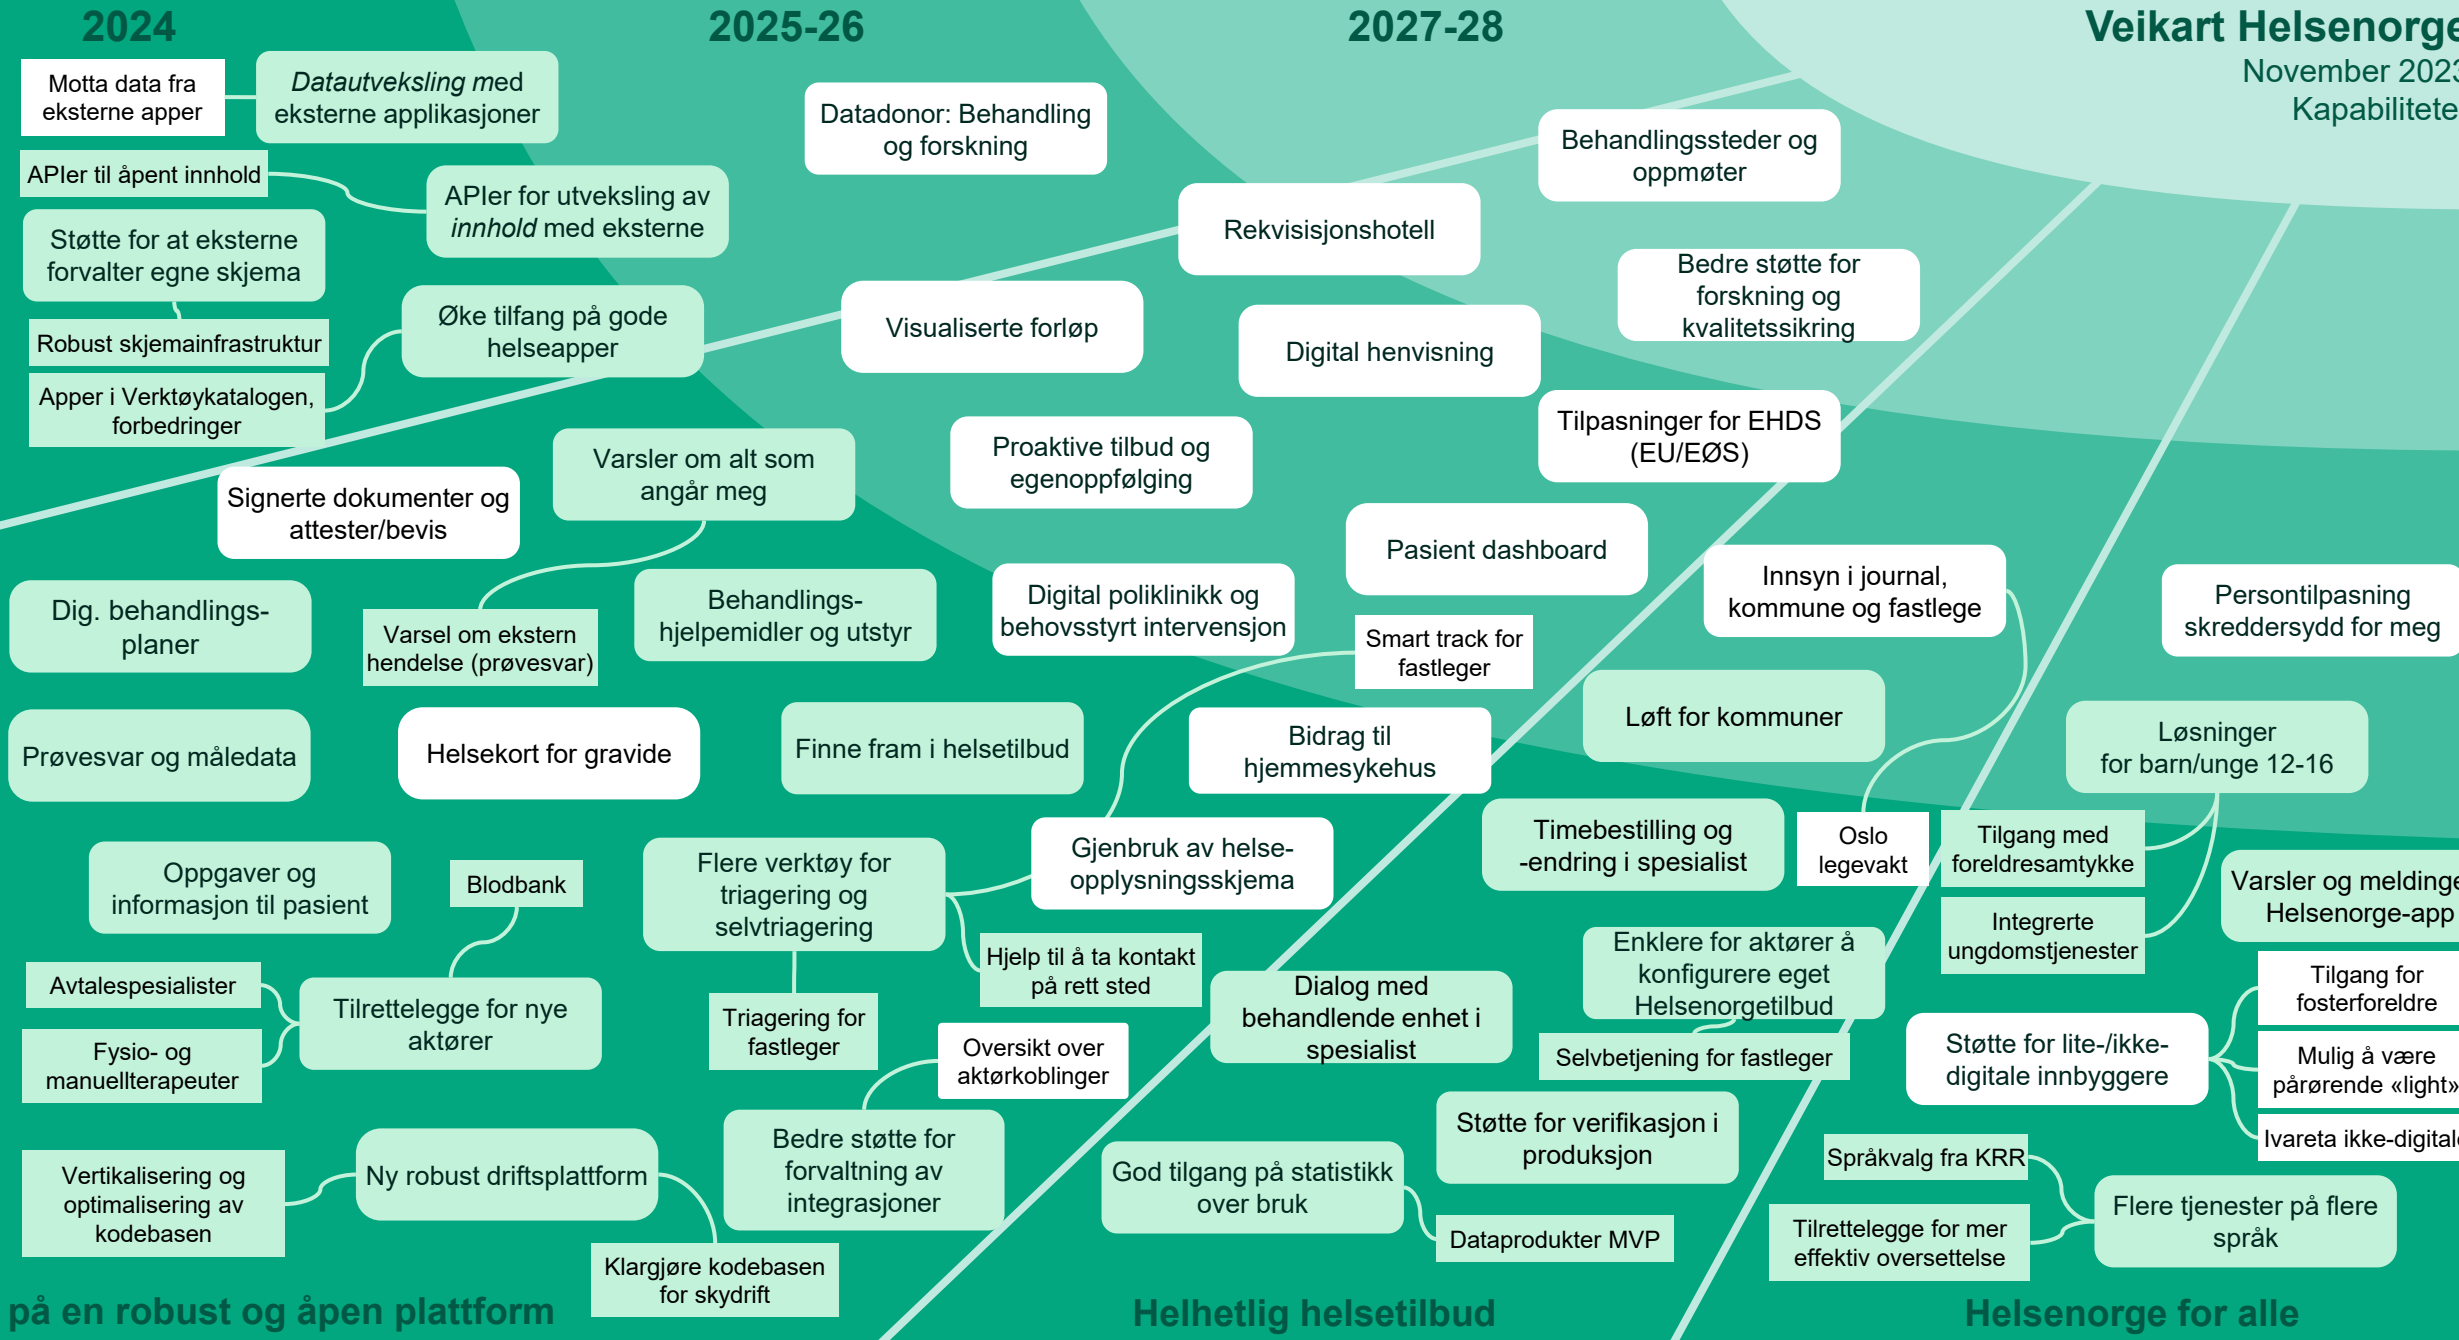 2024
2025-26
2027-28
Veikart Helsenorge
November 2023
Kapabilitete
Motta data fra
eksterne apper
Datautveksling med
eksterne applikasjoner
APIer til åpent innhold
APIer for utveksling av
innhold med eksterne
Støtte for at eksterne
forvalter egne skjema
Robust skjemainfrastruktur
Apper i Verktøykatalogen,
forbedringer
Øke tilfang på gode
helseapper
Datadonor: Behandling
og forskning
Behandlingssteder og
oppmøter
Rekvisisjonshotell
Visualiserte forløp
Digital henvisning
Bedre støtte for
forskning og
kvalitetssikring
Signerte dokumenter og
attester/bevis
Varsler om alt som
angår meg
Proaktive tilbud og
egenoppfølging
Tilpasninger for EHDS
(EU/EØS)
Dig. behandlings-
planer
Varsel om ekstern
hendelse (prøvesvar)
Behandlings-
hjelpemidler og utstyr
Digital poliklinikk og
behovsstyrt intervensjon
Pasient dashboard
Smart track for
fastleger
Innsyn i journal,
kommune og fastlege
Persontilpasning
skreddersydd for meg
Prøvesvar og måledata
Helsekort for gravide
Finne fram i helsetilbud
Bidrag til
hjemmesykehus
Løft for kommuner
Løsninger
for barn/unge 12-16
Oppgaver og
informasjon til pasient
Blodbank
Flere verktøy for
triagering og
selvtriagering
Gjenbruk av helse-
opplysningsskjema
Timebestilling og
-endring i spesialist
Oslo
legevakt
Tilgang med
foreldresamtykke
Integrerte
ungdomstjenester
Varsler og meldinge
Helsenorge-app
Avtalespesialister
Fysio- og
manuellterapeuter
Tilrettelegge for nye
aktører
Triagering for
fastleger
Hjelp til å ta kontakt
på rett sted
Oversikt over
aktørkoblinger
Dialog med
behandlende enhet i
spesialist
Enklere for aktører å
konfigurere eget
Helsenorgetilbud
Selvbetjening for fastleger
Støtte for lite-/ikke-
digitale innbyggere
Tilgang for
fosterforeldre
Mulig å være
pårørende «light»
Ivareta ikke-digitale
Vertikalisering og
optimalisering av
kodebasen
Ny robust driftsplattform
Klargjøre kodebasen
for skydrift
Bedre støtte for
forvaltning av
integrasjoner
God tilgang på statistikk
over bruk
Støtte for verifikasjon i
produksjon
Dataprodukter MVP
Språkvalg fra KRR
Tilrettelegge for mer
effektiv oversettelse
Flere tjenester på flere
språk
på en robust og åpen plattform
Helhetlig helsetilbud
Helsenorge for alle